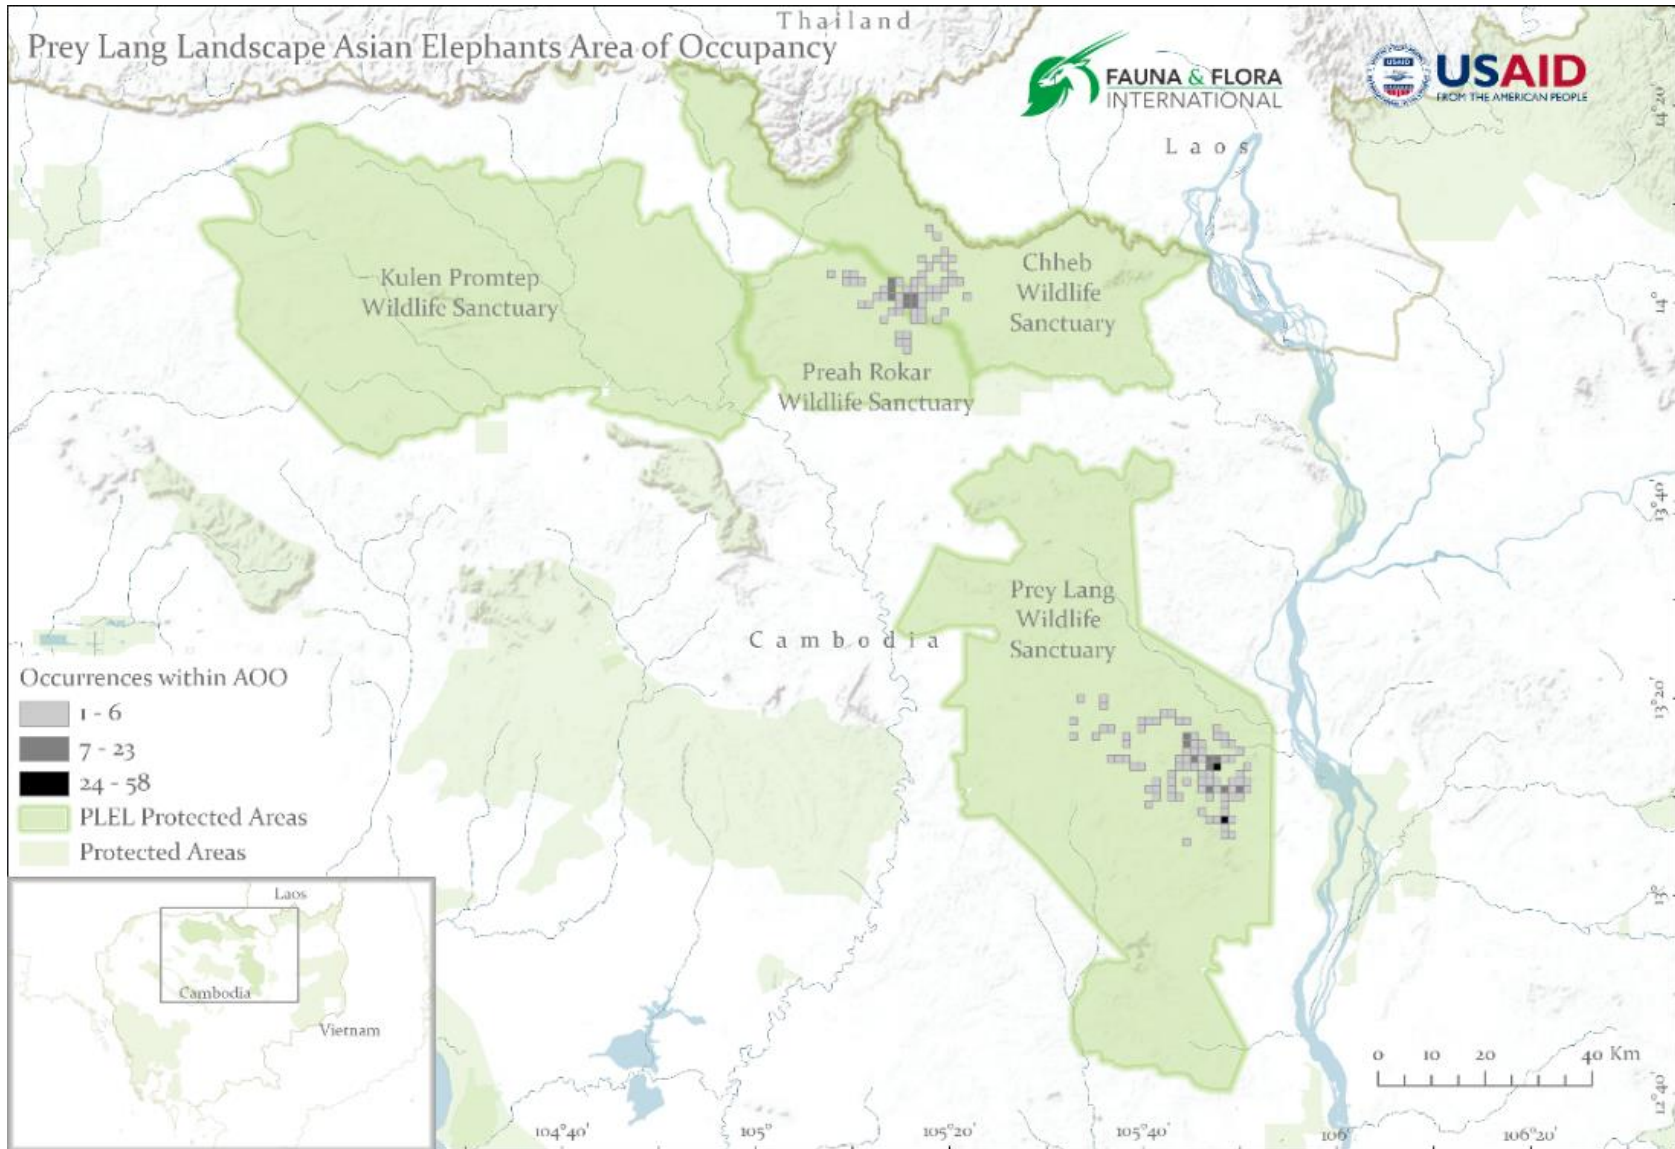 Thailand
Prey Lang Landscape Asian Elephants Area of Occupancy
FAUNA & FLORA
INTERNATIONAL
USAID
USAID
FROM THE AMERICAN PEOPLE
Laos
14°20'
Kulen Promtep
Wildlife Sanctuary
Chheb
Wildlife
Sanctuary
14°
Preah Rokar
Wildlife Sanctuary
13°40'
Prey Lang
Wildlife
Sanctuary
Cambodia
13°20'
Occurrences within AOO
1 - 6
7 - 23
24 - 58
PLEL Protected Areas
Protected Areas
13°
Laos
Cambodia
Vietnam
0 10 20 40 Km
12°40'
104°40' 105° 105°20' 105°40' 106° 106°20'